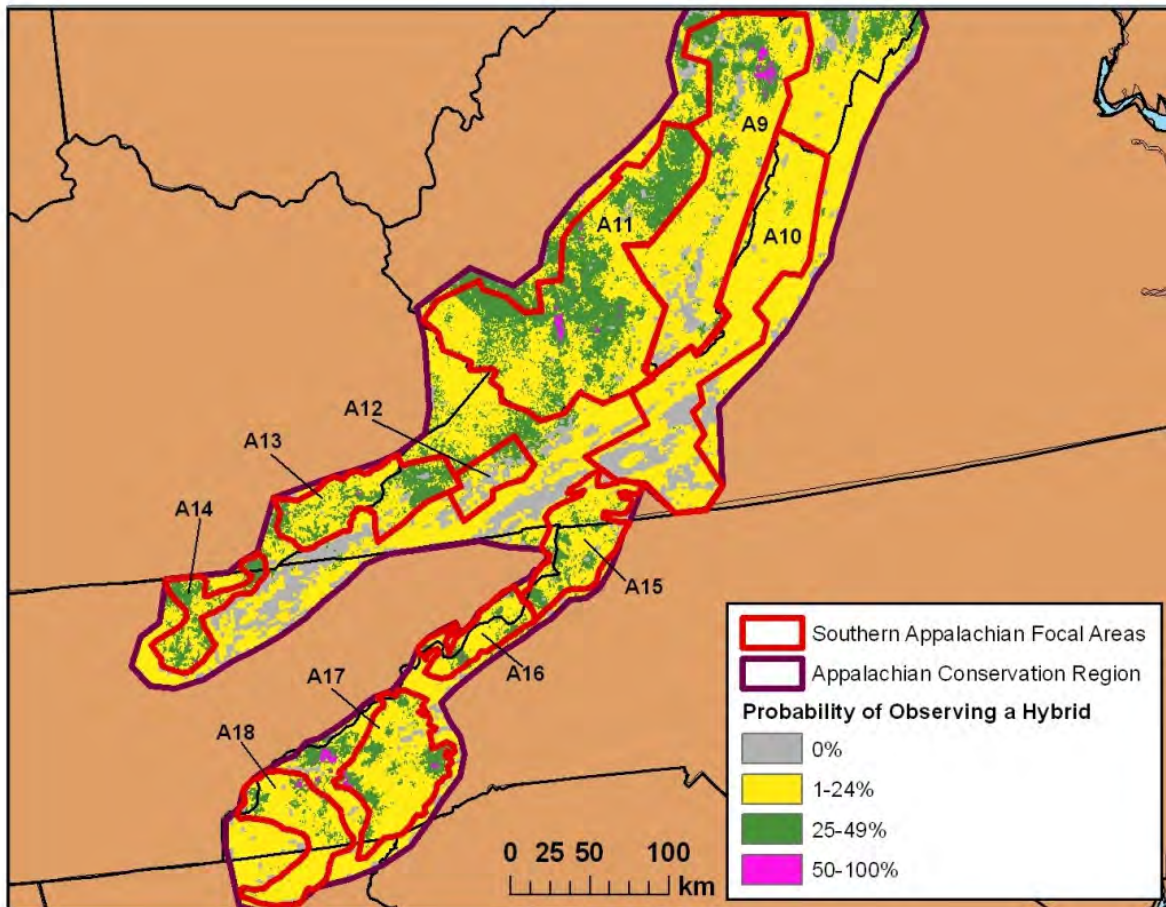 A9
A11
A10
A12
A13
A14
A15
A16
A17
A18
Southern Appalachian Focal Areas
Appalachian Conservation Region
Probability of Observing a Hybrid
0%
1-24%
25-49%
50-100%
0 25 50 100
km